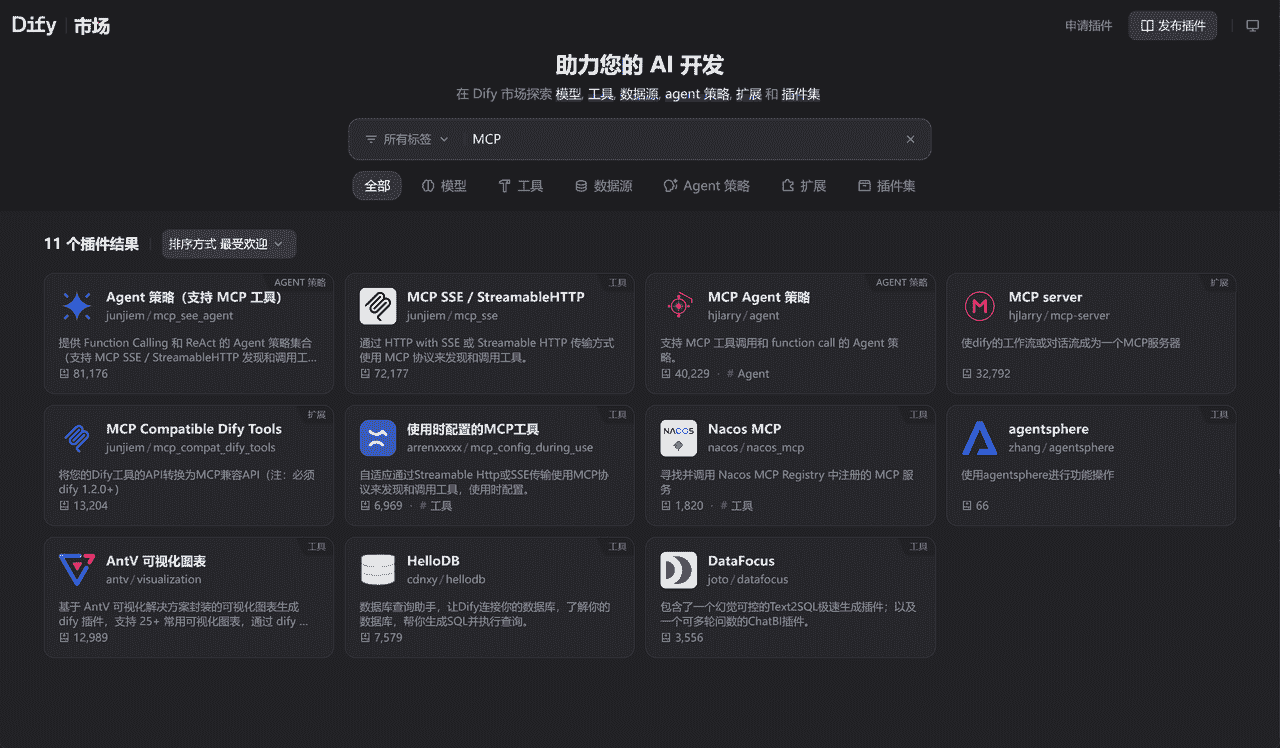 Dify 市场
申请插件 发布插件
助力您的 AI 开发
在 Dify 市场探索 模型, 工具, 数据源, agent 策略, 扩展 和 插件集
所有标签 MCP
全部 模型 工具 数据源 Agent 策略 扩展 插件集
11 个插件结果 排序方式 最受欢迎
AGENT 策略
Agent 策略（支持 MCP 工具）
junjiem / mcp_see_agent
提供 Function Calling 和 ReAct 的 Agent 策略集合
（支持 MCP SSE / StreamableHTTP 发现和调用工...
81,176
工具
MCP SSE / StreamableHTTP
junjiem / mcp_sse
通过 HTTP with SSE 或 Streamable HTTP 传输方式
使用 MCP 协议来发现和调用工具。
72,177
AGENT 策略
MCP Agent 策略
hjlarry / agent
支持 MCP 工具调用和 function call 的 Agent 策
略。
40,229 · # Agent
扩展
MCP server
hjlarry / mcp-server
使dify的工作流或对话流成为一个MCP服务器
32,792
扩展
MCP Compatible Dify Tools
junjiem / mcp_compat_dify_tools
将您的Dify工具的API转换为MCP兼容API（注：必须
dify 1.2.0+）
13,204
工具
使用时配置的MCP工具
arrenxxxxx / mcp_config_during_use
自适应通过Streamable Http或SSE传输使用MCP协
议来发现和调用工具，使用时配置。
6,969 · # 工具
工具
NACOS
Nacos MCP
nacos / nacos_mcp
寻找并调用 Nacos MCP Registry 中注册的 MCP 服
务
1,820 · # 工具
工具
agentsphere
zhang / agentsphere
使用agentsphere进行功能操作
66
工具
AntV 可视化图表
antv / visualization
基于 AntV 可视化解决方案封装的可视化图表生成
dify 插件，支持 25+ 常用可视化图表，通过 dify ...
12,989
工具
HelloDB
cdnxy / hellodb
数据库查询助手，让Dify连接你的数据库，了解你的
数据库，帮你生成SQL并执行查询。
7,579
工具
DataFocus
joto / datafocus
包含了一个幻觉可控的Text2SQL极速生成插件；以及
一个可多轮问数的ChatBI插件。
3,556